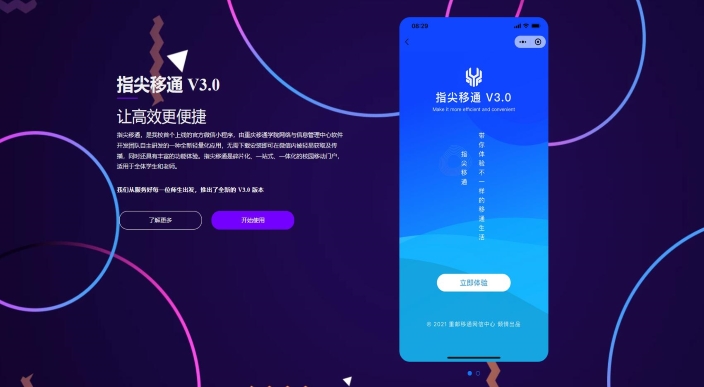 指尖移通 V3.0
让高效更便捷
指尖移通，是我校首个上线的官方微信小程序，由重庆移通学院网络与信息管理中心软件
开发团队自主研发的一种全新轻量化应用，无需下载安装即可在微信内被轻易获取及传
播，同时还具有丰富的功能体验。指尖移通是碎片化、一站式、一体化的校园移动门户，
适用于全体学生和老师。
我们从服务好每一位师生出发，推出了全新的 V3.0 版本
了解更多
开始使用
08:29
指尖移通 V3.0
Make it more efficient and convenient
带你体验不一样的移通生活
指尖移通
立即体验
© 2021 重邮移通网信中心
出品